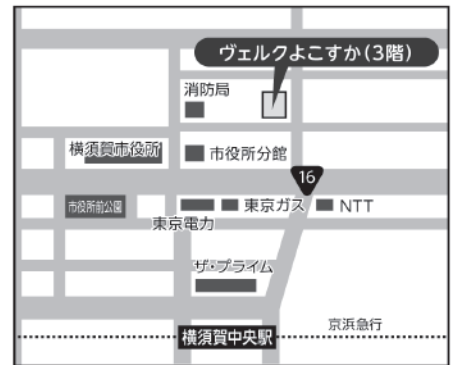 ヴェルクよこすか(3階)
消防局
横須賀市役所
市役所分館
16
市役所前公園
東京ガス
NTT
東京電力
ザ・プライム
京浜急行
横須賀中央駅